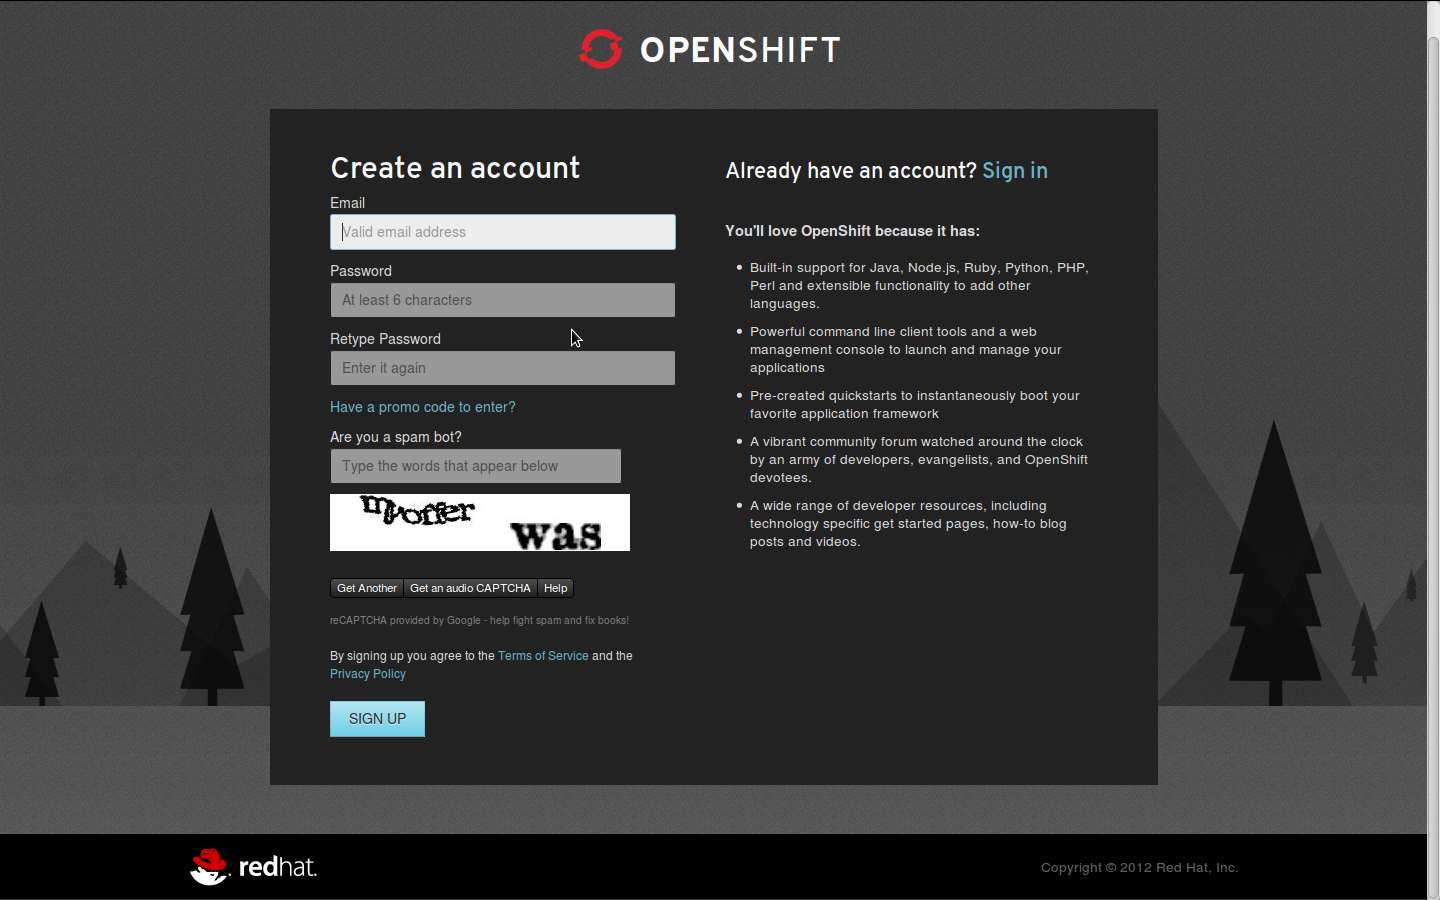 OPENSHIFT
Create an account
Email
Valid email address
Password
At least 6 characters
Retype Password
Enter it again
Have a promo code to enter?
Are you a spam bot?
Type the words that appear below
was
Get Another Get an audio CAPTCHA Help
reCAPTCHA provided by Google - help fight spam and fix books!
By signing up you agree to the Terms of Service and the
Privacy Policy
SIGN UP
Already have an account? Sign in
You'll love OpenShift because it has:
• Built-in support for Java, Node.js, Ruby, Python, PHP,
Perl and extensible functionality to add other
languages.
• Powerful command line client tools and a web
management console to launch and manage your
applications
• Pre-created quickstarts to instantaneously boot your
favorite application framework
• A vibrant community forum watched around the clock
by an army of developers, evangelists, and OpenShift
devotees.
• A wide range of developer resources, including
technology specific get started pages, how-to blog
posts and videos.
redhat.
Copyright © 2012 Red Hat, Inc.